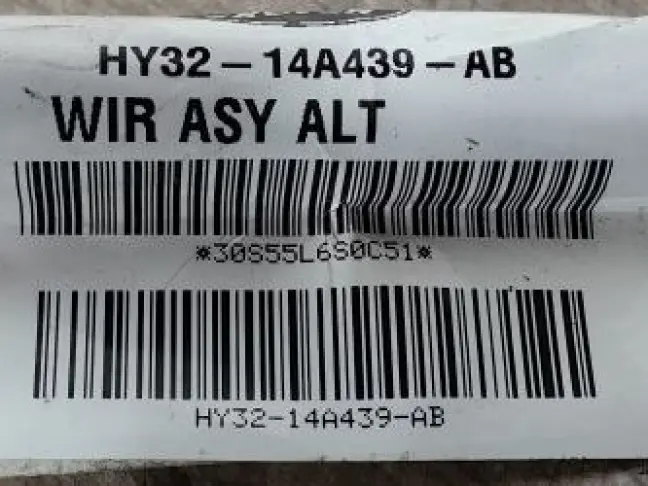 HY32-14A439-AB
WIR ASY ALT
*30S55L6S0C51*
HY32-14A439-AB